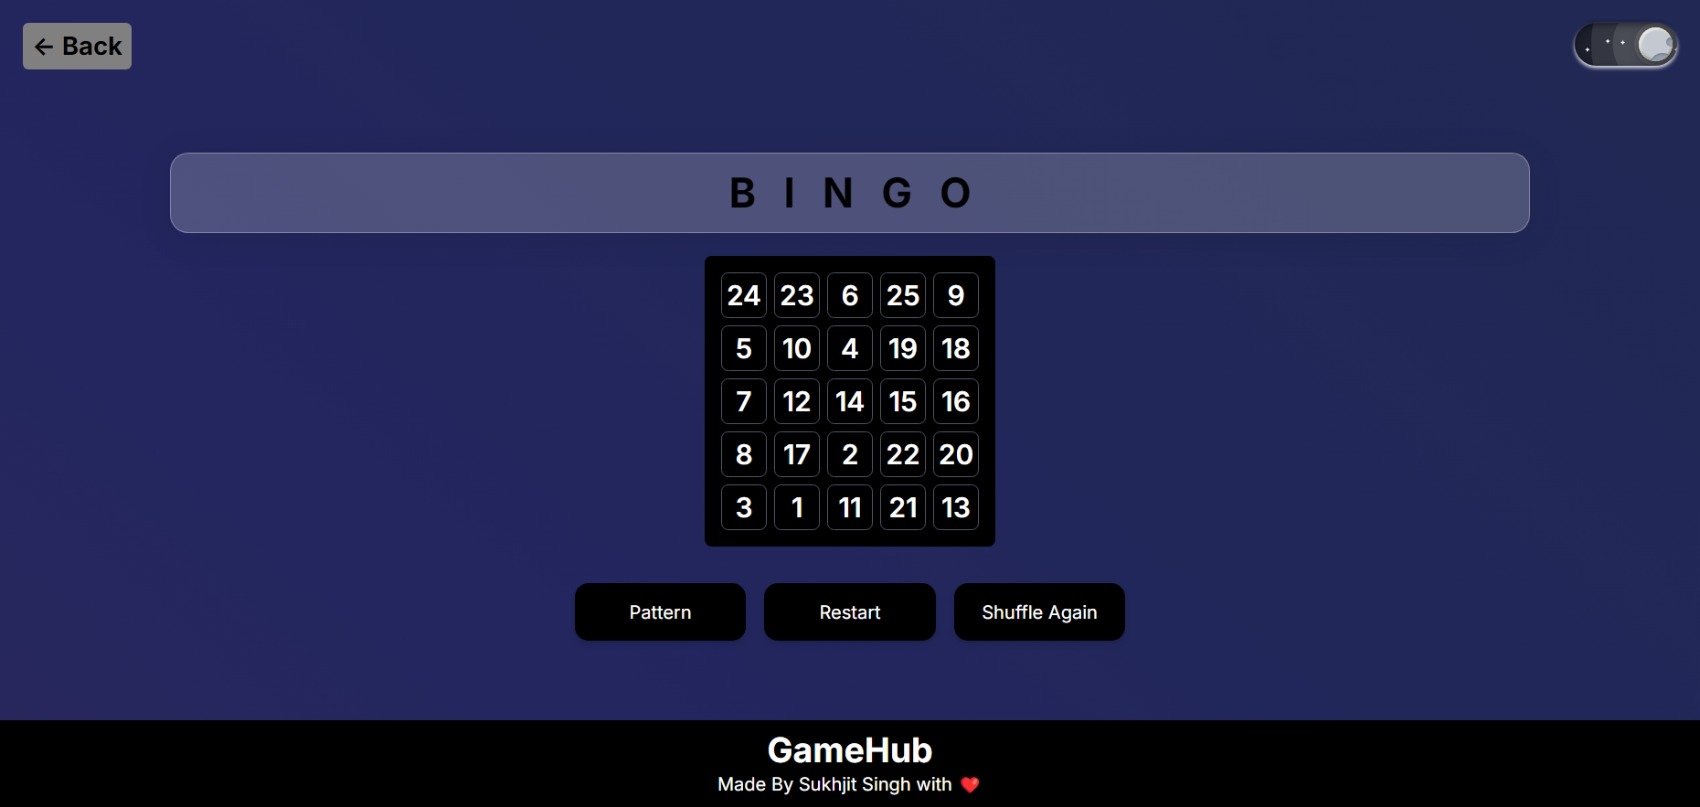 ← Back
B I N G O
24 23 6 25 9
5 10 4 19 18
7 12 14 15 16
8 17 2 22 20
3 1 11 21 13
Pattern Restart Shuffle Again
GameHub
Made By Sukhjit Singh with ❤️